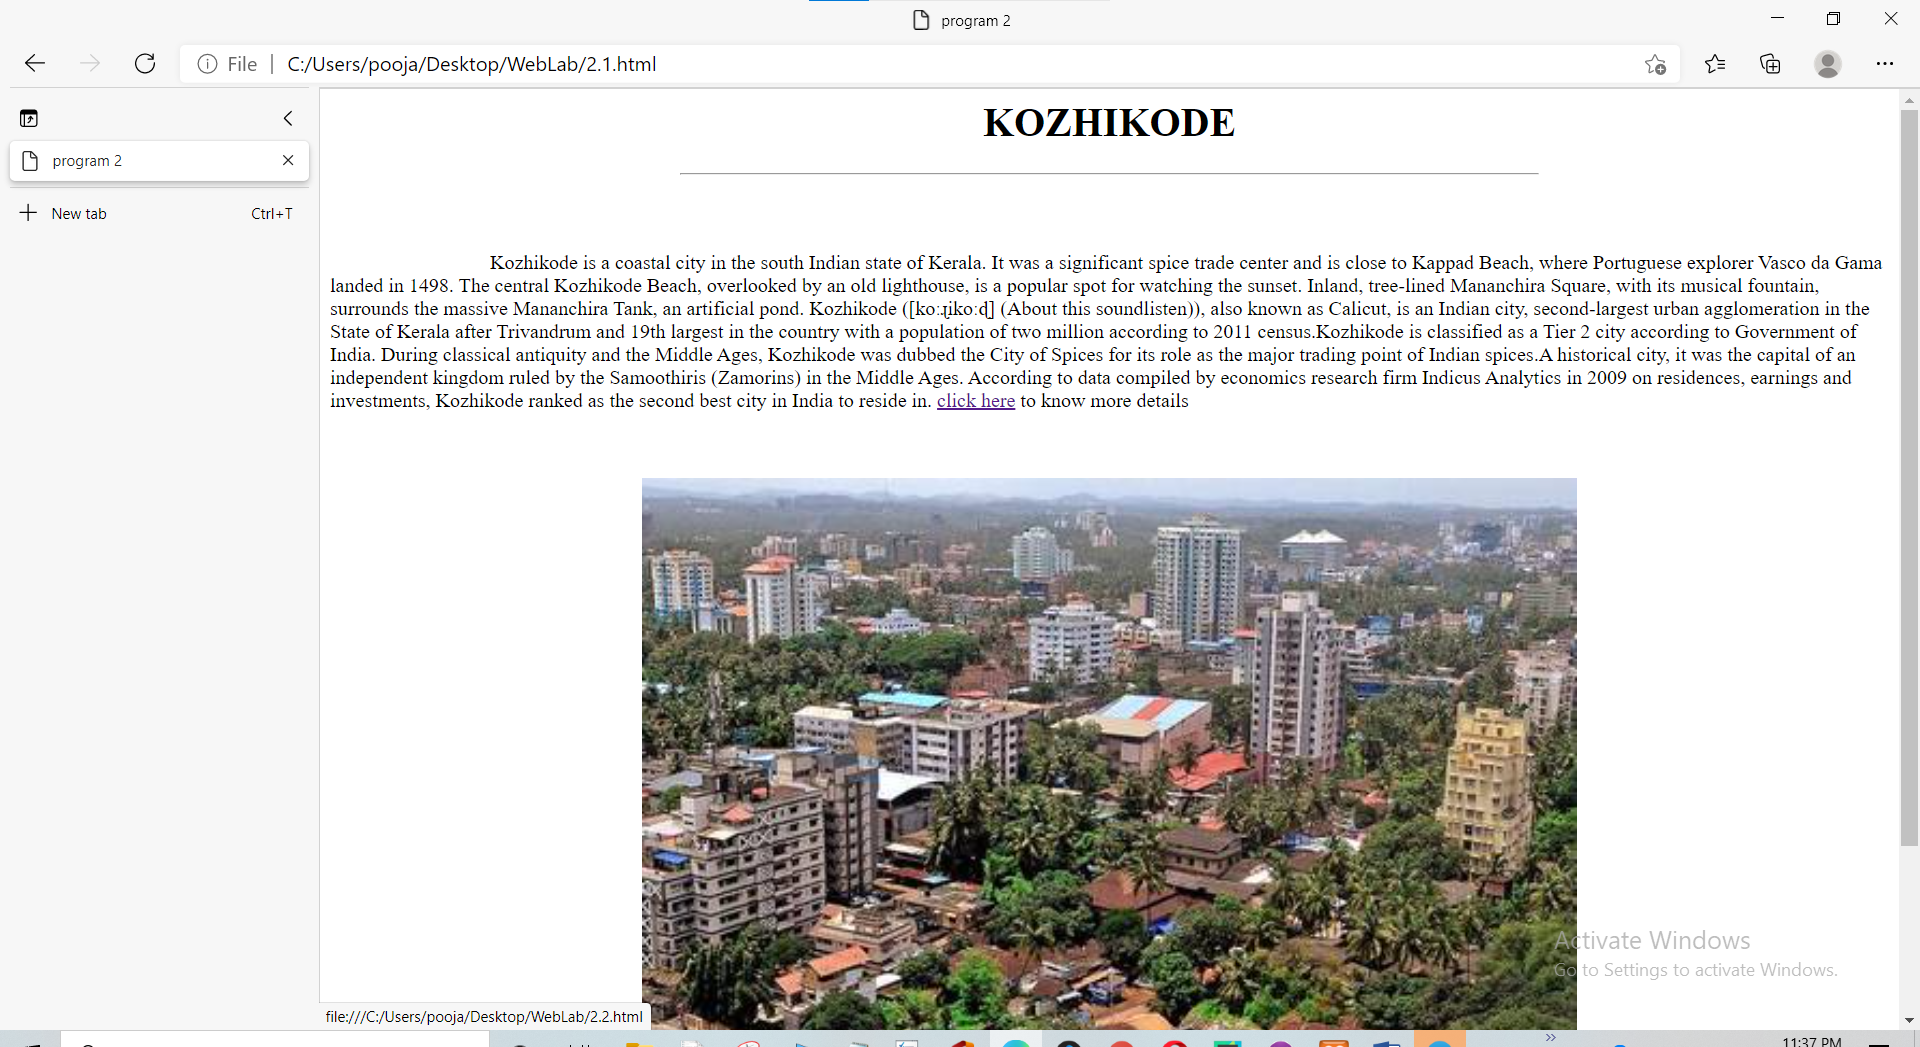 program 2
File
C:/Users/pooja/Desktop/WebLab/2.1.html
program 2
New tab Ctrl+T
KOZHIKODE
Kozhikode is a coastal city in the south Indian state of Kerala. It was a significant spice trade center and is close to Kappad Beach, where Portuguese explorer Vasco da Gama
landed in 1498. The central Kozhikode Beach, overlooked by an old lighthouse, is a popular spot for watching the sunset. Inland, tree-lined Mananchira Square, with its musical fountain,
surrounds the massive Mananchira Tank, an artificial pond. Kozhikode ([koːɻikoːɖ] (About this soundlisten)), also known as Calicut, is an Indian city, second-largest urban agglomeration in the
State of Kerala after Trivandrum and 19th largest in the country with a population of two million according to 2011 census.Kozhikode is classified as a Tier 2 city according to Government of
India. During classical antiquity and the Middle Ages, Kozhikode was dubbed the City of Spices for its role as the major trading point of Indian spices.A historical city, it was the capital of an
independent kingdom ruled by the Samoothiris (Zamorins) in the Middle Ages. According to data compiled by economics research firm Indicus Analytics in 2009 on residences, earnings and
investments, Kozhikode ranked as the second best city in India to reside in. click here to know more details
Activate Windows
Go to Settings to activate Windows.
file:///C:/Users/pooja/Desktop/WebLab/2.2.html
11:37 PM